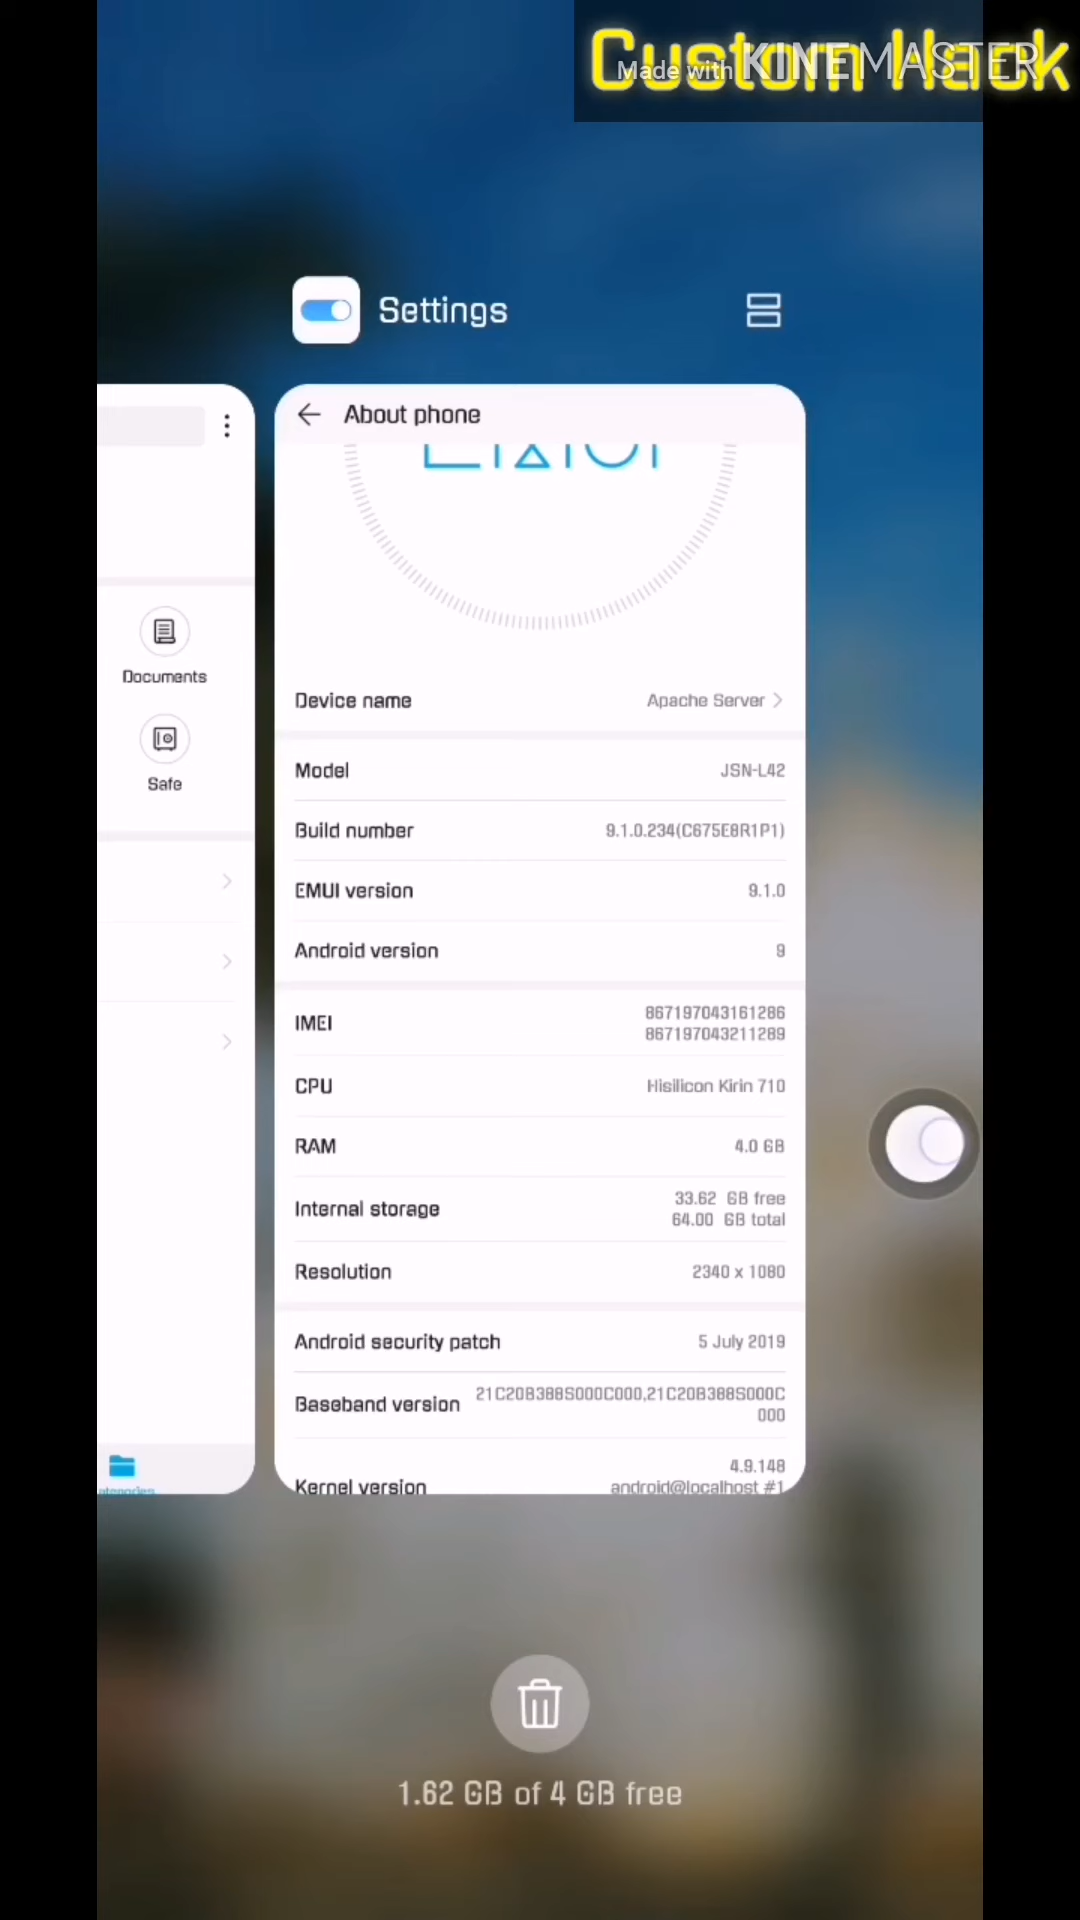 Custom Hack
Made with KINEMASTER
Settings
About phone
EMUI
Documents
Safe
Device name Apache Server
Model JSN-L42
Build number 9.1.0.234(C675E8R1P1)
EMUI version 9.1.0
Android version 9
IMEI 867197043161286
867197043211289
CPU Hisilicon Kirin 710
RAM 4.0 GB
Internal storage 33.62 GB free
64.00 GB total
Resolution 2340 x 1080
Android security patch 5 July 2019
Baseband version 21C20B388S000C000,21C20B388S000C
000
Kernel version 4.9.148
android@localhost #1
ategories
1.62 GB of 4 GB free